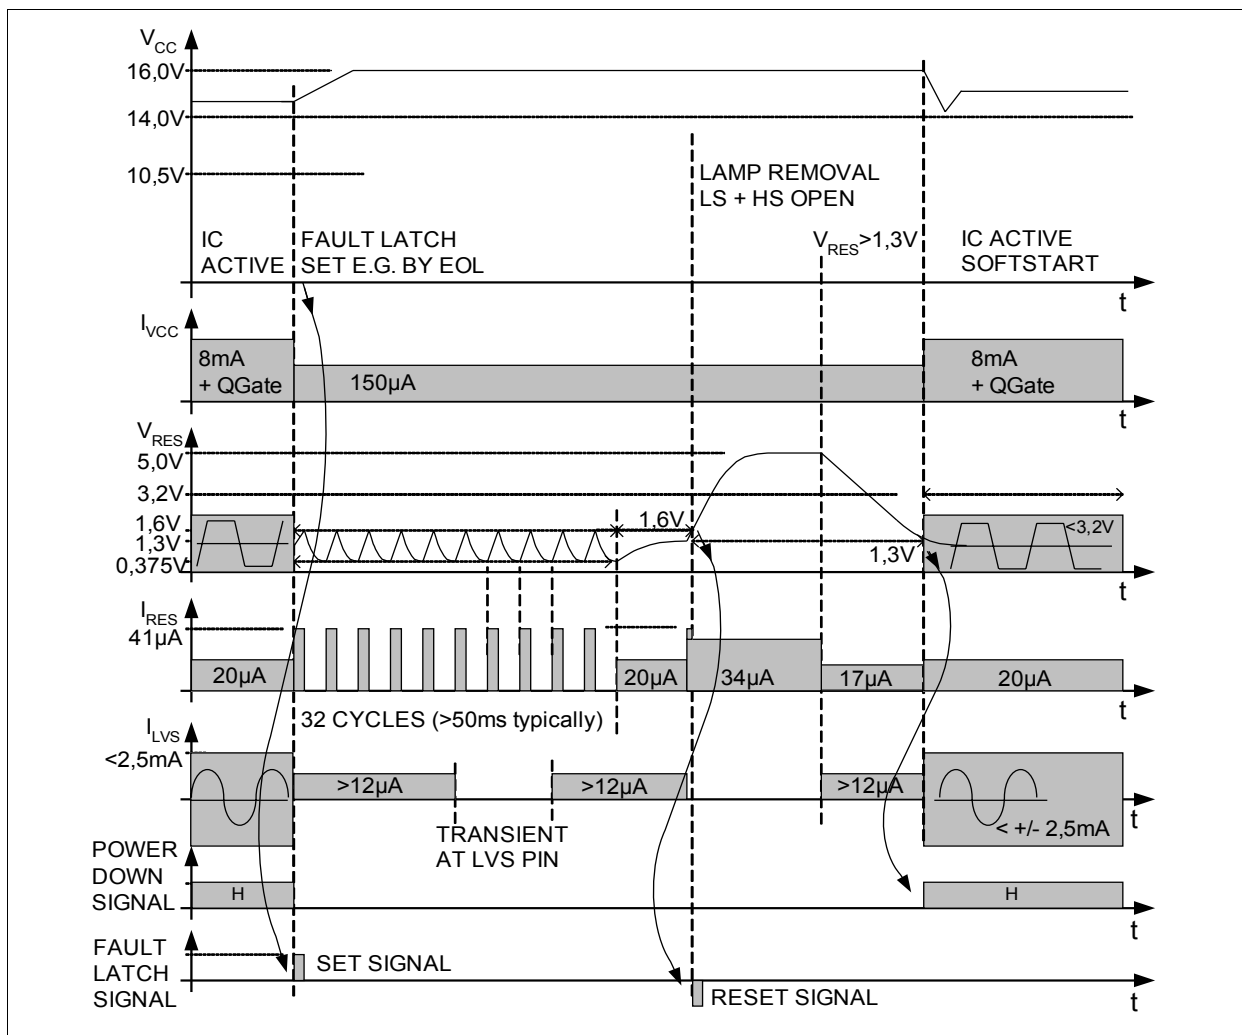 VCC
16,0V
14,0V
10,5V
LAMP REMOVAL
LS + HS OPEN
VRES>1,3V
IC
ACTIVE
FAULT LATCH
SET E.G. BY EOL
IC ACTIVE
SOFTSTART
t
IVCC
8mA
+ QGate
150µA
8mA
+ QGate
t
VRES
5,0V
3,2V
1,6V
1,3V
0,375V
1,6V
1,3V
<3,2V
t
IRES
41µA
20µA
20µA
34µA
17µA
20µA
t
32 CYCLES (>50ms typically)
ILVS
<2,5mA
>12µA
>12µA
>12µA
< +/- 2,5mA
TRANSIENT
AT LVS PIN
t
POWER
DOWN
SIGNAL
H
H
t
FAULT
LATCH
SIGNAL
SET SIGNAL
RESET SIGNAL
t